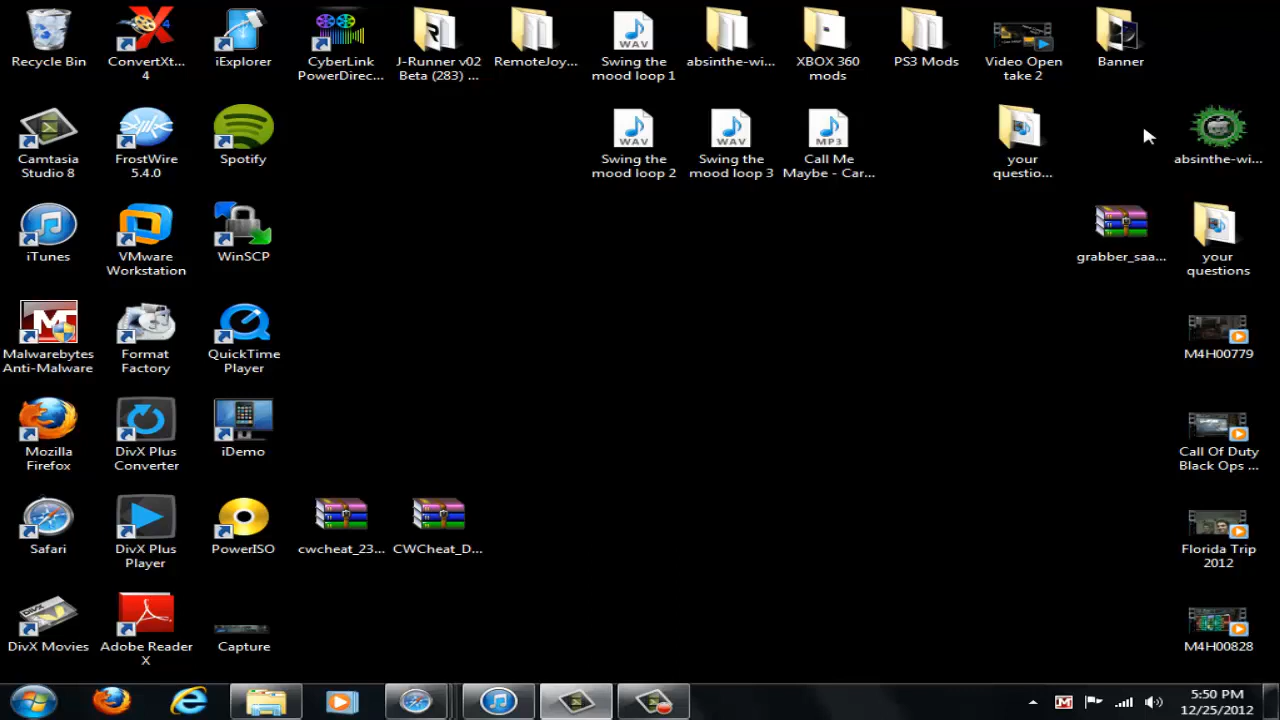 Recycle Bin
ConvertXt...
4
iExplorer
CyberLink
PowerDirec...
J-Runner v02
Beta (283) ...
RemoteJoy...
WAV
Swing the
mood loop 1
absinthe-wi...
XBOX 360
mods
PS3 Mods
Video Open
take 2
Banner
Camtasia
Studio 8
FrostWire
5.4.0
Spotify
WAV
Swing the
mood loop 2
WAV
Swing the
mood loop 3
MP3
Call Me
Maybe - Car...
your
questio...
absinthe-wi...
iTunes
VMware
Workstation
WinSCP
grabber_saa...
your
questions
Malwarebytes
Anti-Malware
Format
Factory
QuickTime
Player
M4H00779
Mozilla
Firefox
DivX Plus
Converter
iDemo
Call Of Duty
Black Ops ...
Safari
DivX Plus
Player
PowerISO
cwcheat_23...
CWCheat_D...
Florida Trip
2012
DivX Movies
Adobe Reader
X
Capture
M4H00828
5:50 PM
12/25/2012